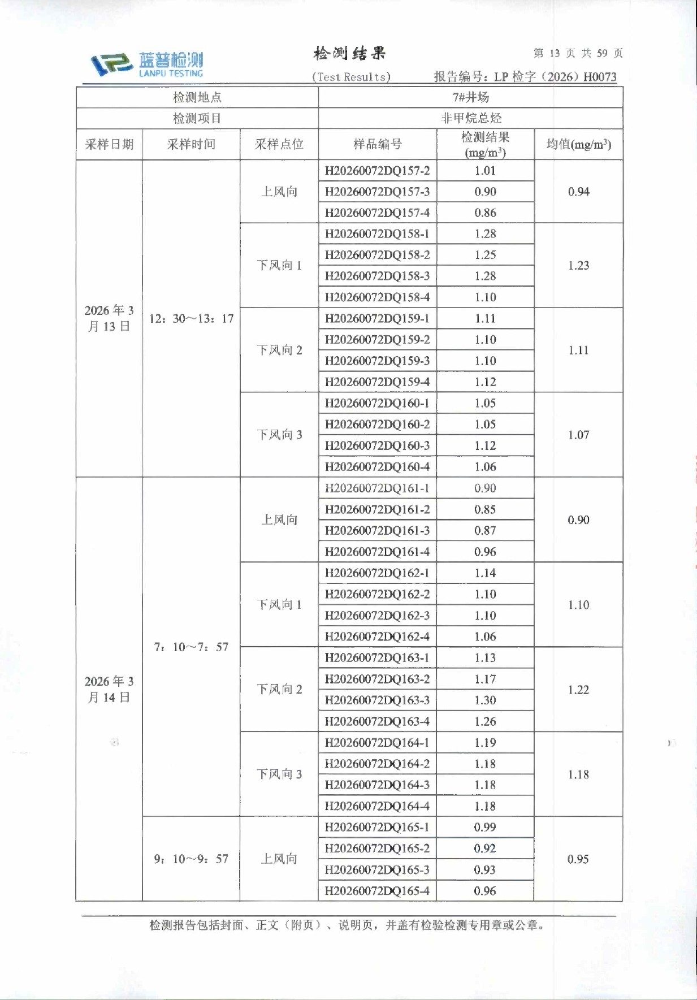 蓝普检测
LANPU TESTING
检测结果
(Test Results)
第 13 页 共 59 页
报告编号：LP 检字（2026）H0073
检测地点 7#井场
检测项目 非甲烷总烃
采样日期 采样时间 采样点位 样品编号 检测结果(mg/m³) 均值(mg/m³)
2026 年 3 月 13 日 12：30～13：17 上风向 H20260072DQ157-2 1.01 0.94
H20260072DQ157-3 0.90
H20260072DQ157-4 0.86
下风向 1 H20260072DQ158-1 1.28 1.23
H20260072DQ158-2 1.25
H20260072DQ158-3 1.28
H20260072DQ158-4 1.10
下风向 2 H20260072DQ159-1 1.11 1.11
H20260072DQ159-2 1.10
H20260072DQ159-3 1.10
H20260072DQ159-4 1.12
下风向 3 H20260072DQ160-1 1.05 1.07
H20260072DQ160-2 1.05
H20260072DQ160-3 1.12
H20260072DQ160-4 1.06
2026 年 3 月 14 日 7：10～7：57 上风向 H20260072DQ161-1 0.90 0.90
H20260072DQ161-2 0.85
H20260072DQ161-3 0.87
H20260072DQ161-4 0.96
下风向 1 H20260072DQ162-1 1.14 1.10
H20260072DQ162-2 1.10
H20260072DQ162-3 1.10
H20260072DQ162-4 1.06
下风向 2 H20260072DQ163-1 1.13 1.22
H20260072DQ163-2 1.17
H20260072DQ163-3 1.30
H20260072DQ163-4 1.26
下风向 3 H20260072DQ164-1 1.19 1.18
H20260072DQ164-2 1.18
H20260072DQ164-3 1.18
H20260072DQ164-4 1.18
9：10～9：57 上风向 H20260072DQ165-1 0.99 0.95
H20260072DQ165-2 0.92
H20260072DQ165-3 0.93
H20260072DQ165-4 0.96
检测报告包括封面、正文（附页）、说明页，并盖有检验检测专用章或公章。